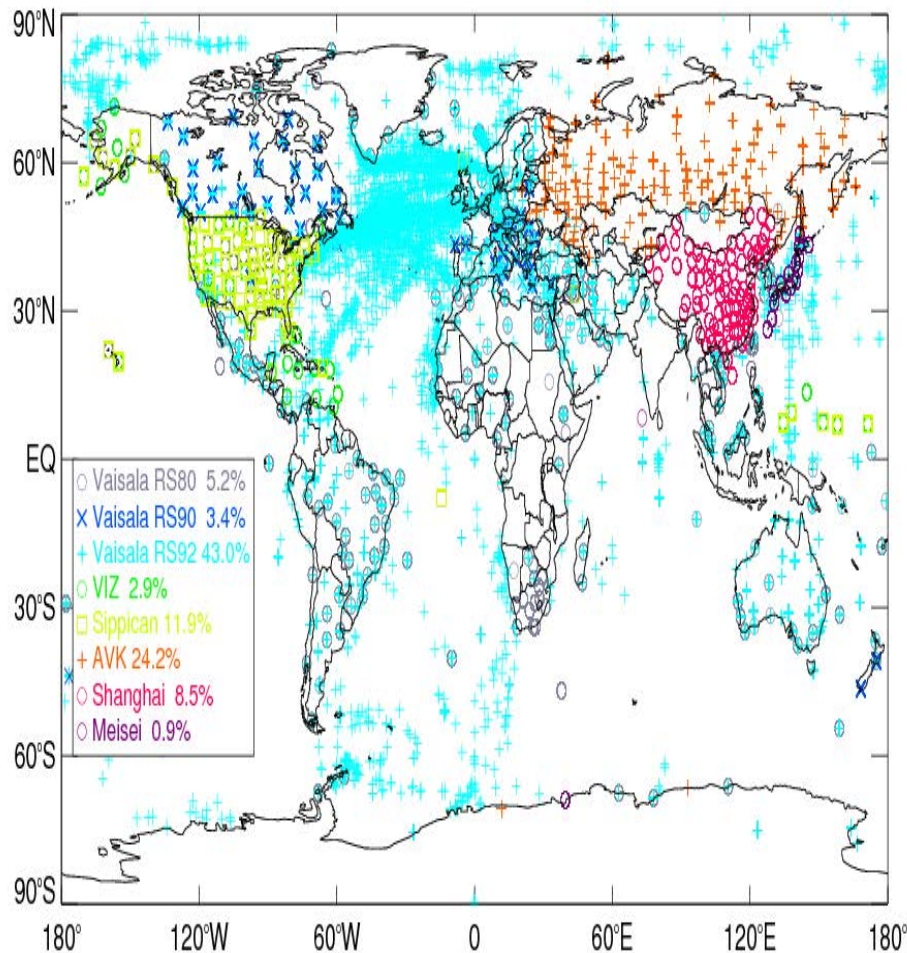 90°N
60°N
30°N
EQ
30°S
60°S
90°S
Vaisala RS80 5.2%
Vaisala RS90 3.4%
Vaisala RS92 43.0%
VIZ 2.9%
Sippican 11.9%
AVK 24.2%
Shanghai 8.5%
Meisei 0.9%
180° 120°W 60°W 0 60°E 120°E 180°